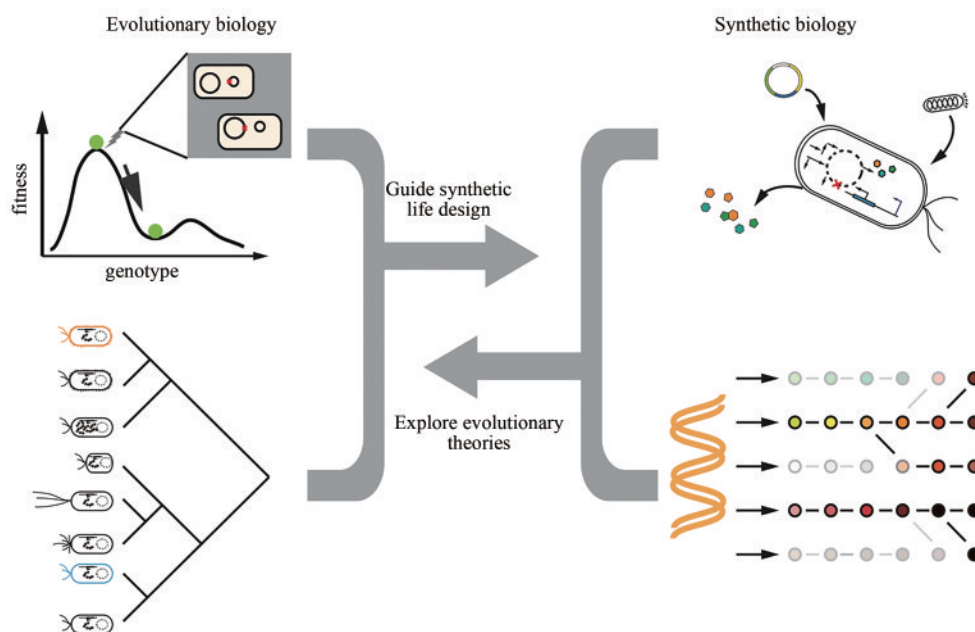 Evolutionary biology
Synthetic biology
fitness
genotype
Guide synthetic
life design
Explore evolutionary
theories